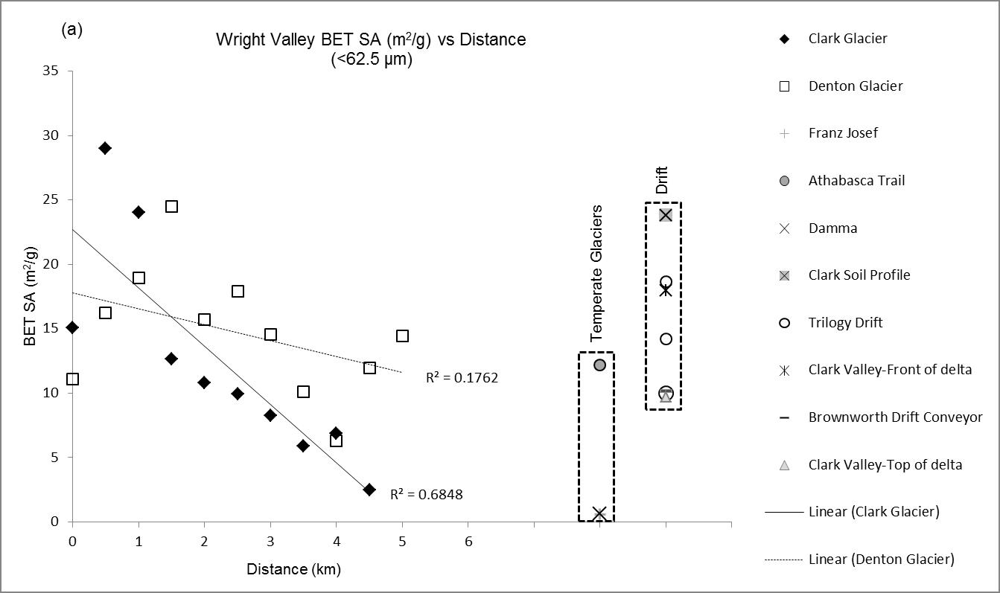 (a)
Wright Valley BET SA (m²/g) vs Distance
(<62.5 µm)
BET SA (m²/g)
35
30
25
20
15
10
5
0
0 1 2 3 4 5 6
Distance (km)
R² = 0.1762
R² = 0.6848
Temperate Glaciers
Drift
Clark Glacier
Denton Glacier
Franz Josef
Athabasca Trail
Damma
Clark Soil Profile
Trilogy Drift
Clark Valley-Front of delta
Brownworth Drift Conveyor
Clark Valley-Top of delta
Linear (Clark Glacier)
Linear (Denton Glacier)